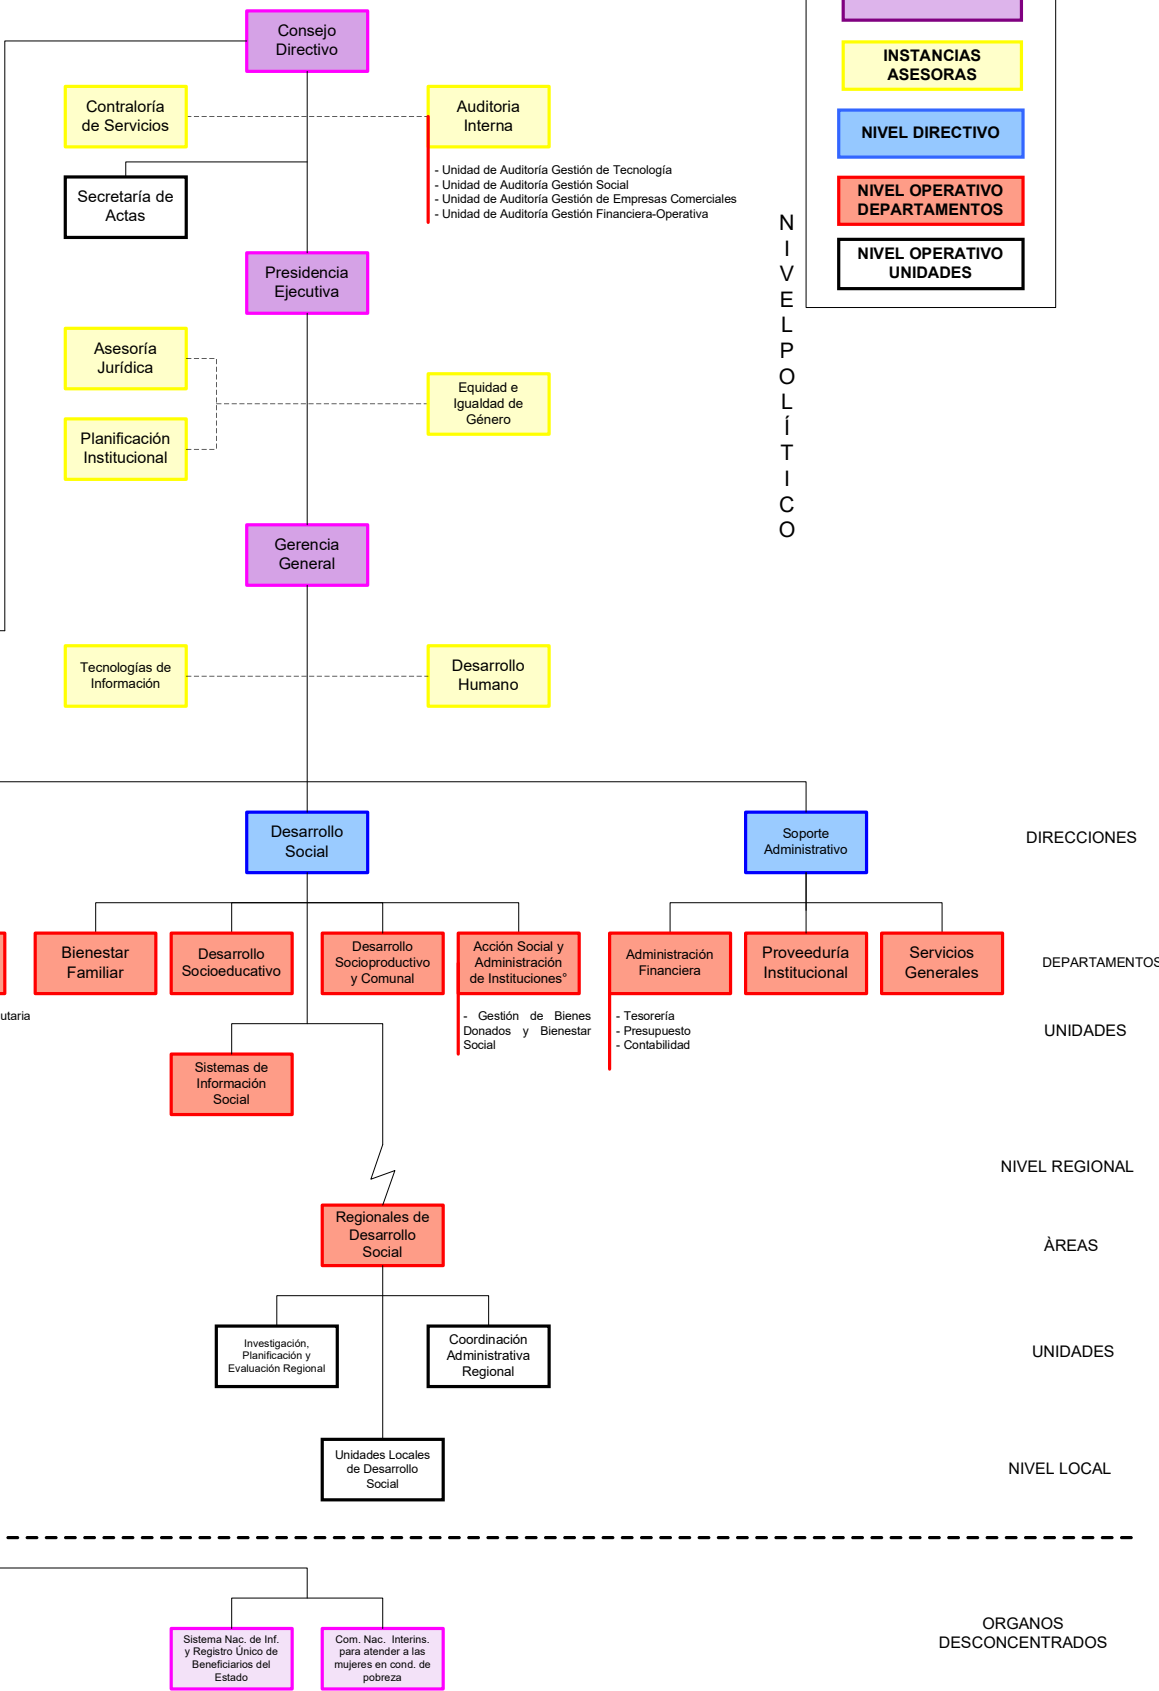 Consejo
Directivo
INSTANCIAS
ASESORAS
Contraloría
de Servicios
Auditoria
Interna
NIVEL DIRECTIVO
- Unidad de Auditoría Gestión de Tecnología
- Unidad de Auditoría Gestión Social
- Unidad de Auditoría Gestión de Empresas Comerciales
- Unidad de Auditoría Gestión Financiera-Operativa
Secretaría de
Actas
NIVEL OPERATIVO
DEPARTAMENTOS
NIVEL OPERATIVO
UNIDADES
N
I
V
E
L
P
O
L
Í
T
I
C
O
Presidencia
Ejecutiva
Asesoría
Jurídica
Equidad e
Igualdad de
Género
Planificación
Institucional
Gerencia
General
Tecnologías de
Información
Desarrollo
Humano
Desarrollo
Social
Soporte
Administrativo
DIRECCIONES
Bienestar
Familiar
Desarrollo
Socioeducativo
Desarrollo
Socioproductivo
y Comunal
Acción Social y
Administración
de Instituciones°
Administración
Financiera
Proveeduría
Institucional
Servicios
Generales
DEPARTAMENTOS
utaria
- Gestión de Bienes
Donados y Bienestar
Social
- Tesorería
- Presupuesto
- Contabilidad
UNIDADES
Sistemas de
Información
Social
NIVEL REGIONAL
Regionales de
Desarrollo
Social
ÀREAS
Investigación,
Planificación y
Evaluación Regional
Coordinación
Administrativa
Regional
UNIDADES
Unidades Locales
de Desarrollo
Social
NIVEL LOCAL
Sistema Nac. de Inf.
y Registro Único de
Beneficiarios del
Estado
Com. Nac. Interins.
para atender a las
mujeres en cond. de
pobreza
ORGANOS
DESCONCENTRADOS